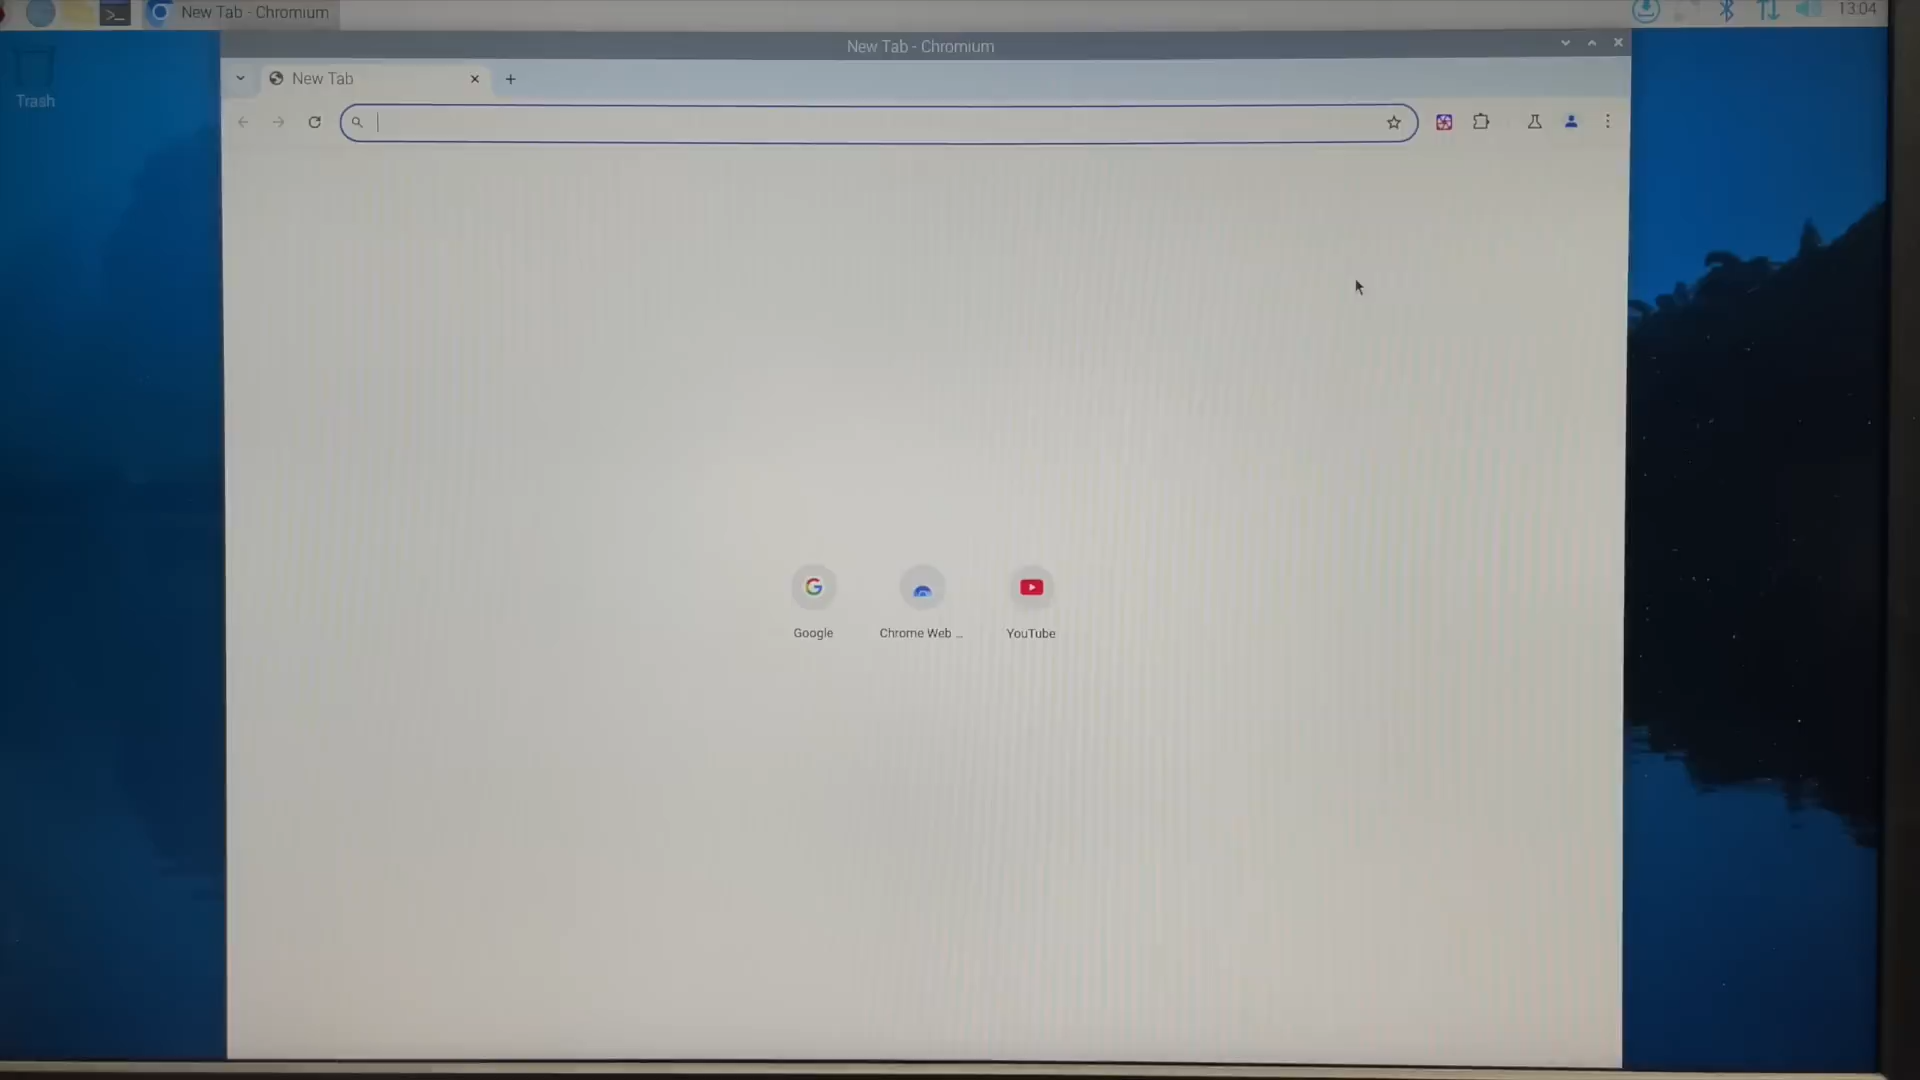 New Tab - Chromium
13:04
New Tab - Chromium
New Tab
Trash
Google
Chrome Web ...
YouTube